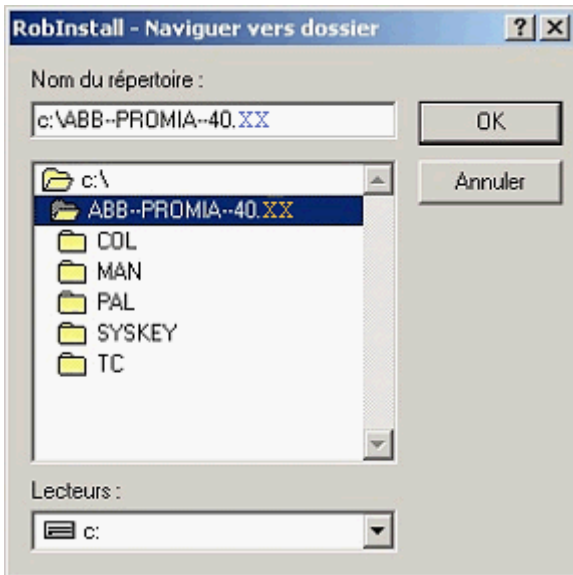 RobInstall - Naviguer vers dossier
Nom du répertoire :
c:\ABB--PROMIA--40.XX
OK
c:\
Annuler
ABB--PROMIA--40.XX
COL
MAN
PAL
SYSKEY
TC
Lecteurs :
c: